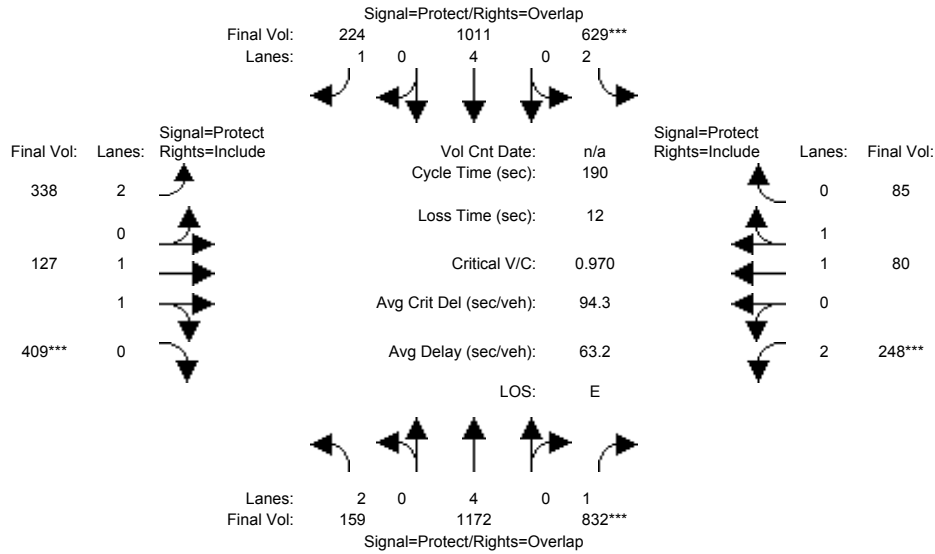 Signal=Protect/Rights=Overlap
Final Vol: 224 1011 629***
Lanes: 1 0 4 0 2
Signal=Protect Signal=Protect
Final Vol: Lanes: Rights=Include Vol Cnt Date: n/a Rights=Include Lanes: Final Vol:
Cycle Time (sec): 190
338 2 0 85
Loss Time (sec): 12
0 1
127 1 Critical V/C: 0.970 1 80
1 Avg Crit Del (sec/veh): 94.3 0
409*** 0 Avg Delay (sec/veh): 63.2 2 248***
LOS: E
Lanes: 2 0 4 0 1
Final Vol: 159 1172 832***
Signal=Protect/Rights=Overlap